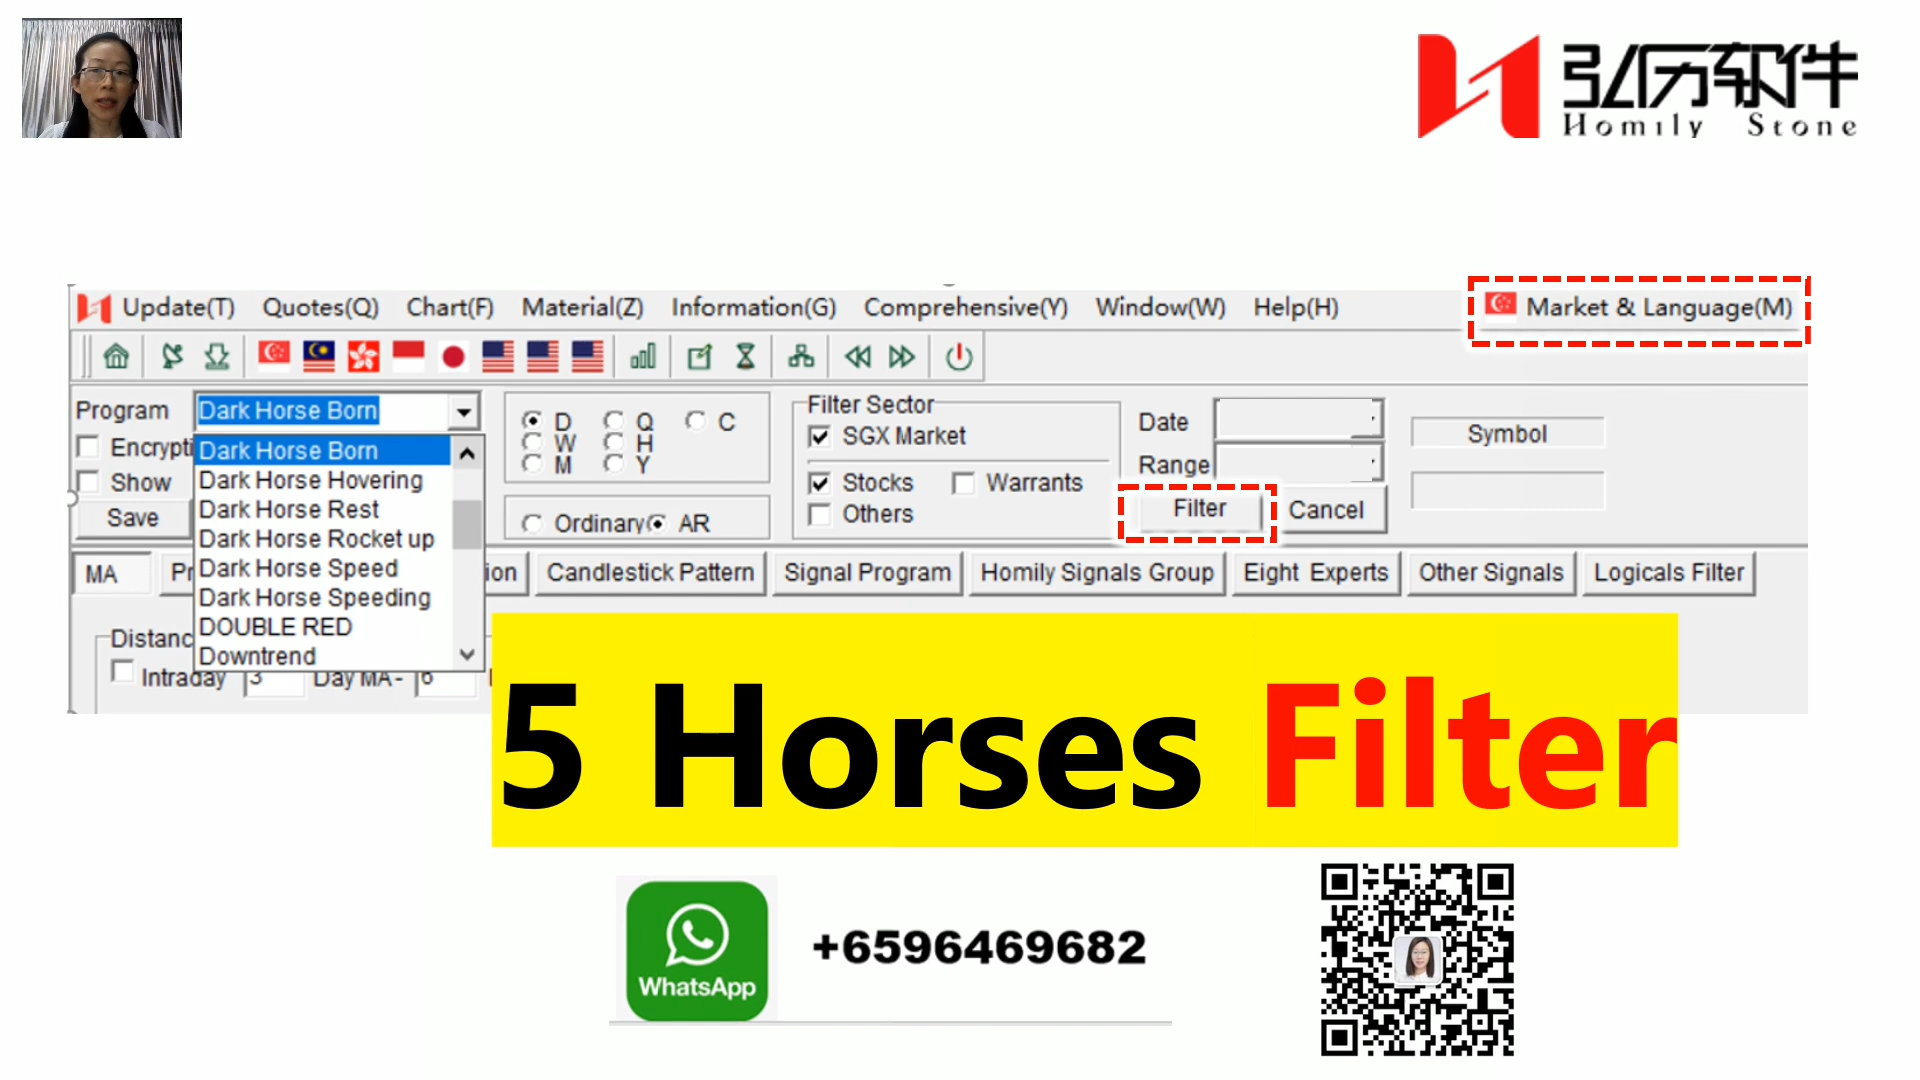 弘历软件
Homily Stone
Update(T) Quotes(Q) Chart(F) Material(Z) Information(G) Comprehensive(Y) Window(W) Help(H) Market & Language(M)
Program Dark Horse Born
Encrypti
Show
Save
Dark Horse Born
Dark Horse Hovering
Dark Horse Rest
Dark Horse Rocket up
Dark Horse Speed
Dark Horse Speeding
DOUBLE RED
Downtrend
D Q C
W H
M Y
Ordinary AR
Filter Sector
SGX Market
Stocks Warrants
Others
Date
Range
Filter Cancel
Symbol
MA Pr ion Candlestick Pattern Signal Program Homily Signals Group Eight Experts Other Signals Logicals Filter
Distanc
Intraday 3 Day MA- 6
5 Horses Filter
WhatsApp
+6596469682